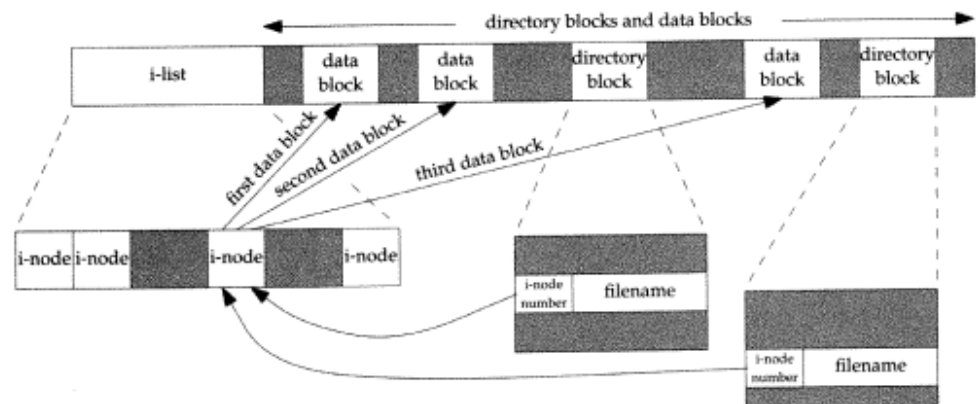 directory blocks and data blocks
i-list
data
block
data
block
directory
block
data
block
directory
block
first data block
second data block
third data block
i-node
i-node
i-node
i-node
i-node
number
filename
i-node
number
filename